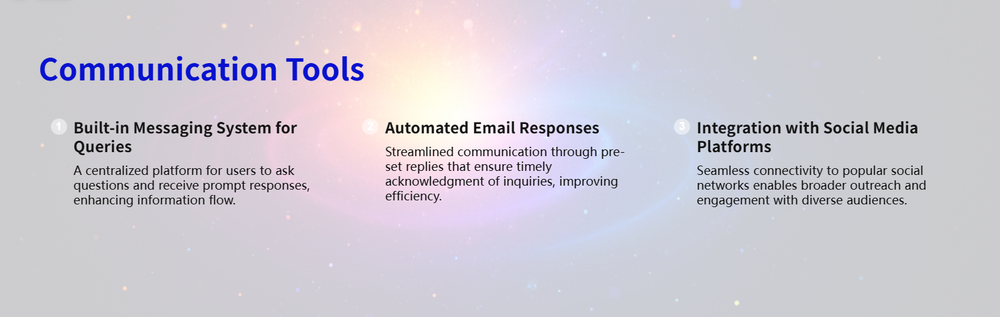 Communication Tools
1
Built-in Messaging System for
Queries
A centralized platform for users to ask
questions and receive prompt responses,
enhancing information flow.
2
Automated Email Responses
Streamlined communication through pre-
set replies that ensure timely
acknowledgment of inquiries, improving
efficiency.
3
Integration with Social Media
Platforms
Seamless connectivity to popular social
networks enables broader outreach and
engagement with diverse audiences.